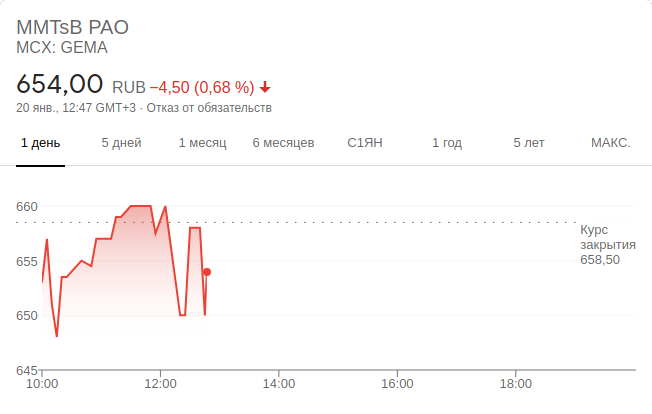 MMTsB PAO
MCX: GEMA
654,00 RUB −4,50 (0,68 %)
20 янв., 12:47 GMT+3 · Отказ от обязательств
1 день 5 дней 1 месяц 6 месяцев С1ЯН 1 год 5 лет МАКС.
660
Курс
закрытия
658,50
655
650
645
10:00 12:00 14:00 16:00 18:00